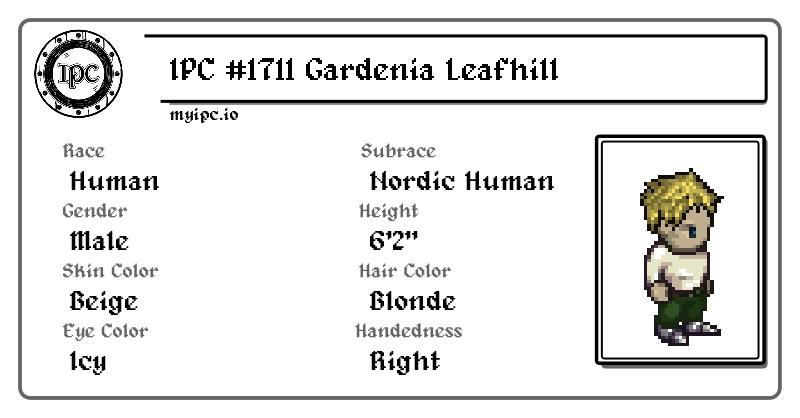 IPC
IPC #1711 Gardenia Leafhill
myipc.io
Race
Human
Subrace
Nordic Human
Gender
Male
Height
6'2"
Skin Color
Beige
Hair Color
Blonde
Eye Color
Icy
Handedness
Right